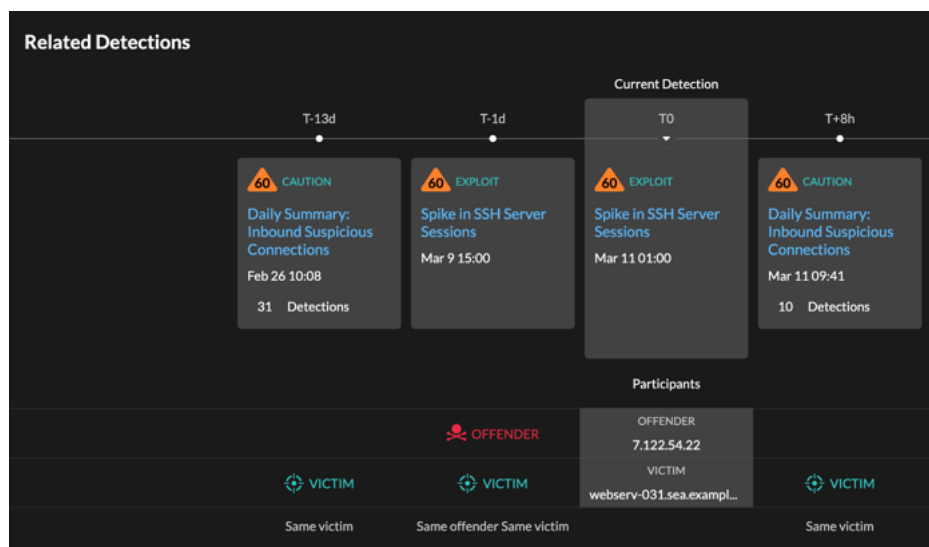 Related Detections
Current Detection
T-13d
T-1d
T0
T+8h
60 CAUTION
Daily Summary:
Inbound Suspicious
Connections
Feb 26 10:08
31 Detections
60 EXPLOIT
Spike in SSH Server
Sessions
Mar 9 15:00
60 EXPLOIT
Spike in SSH Server
Sessions
Mar 11 01:00
60 CAUTION
Daily Summary:
Inbound Suspicious
Connections
Mar 11 09:41
10 Detections
Participants
OFFENDER
OFFENDER
7.122.54.22
VICTIM
VICTIM
VICTIM
webserv-031.sea.exampl...
VICTIM
Same victim
Same offender Same victim
Same victim